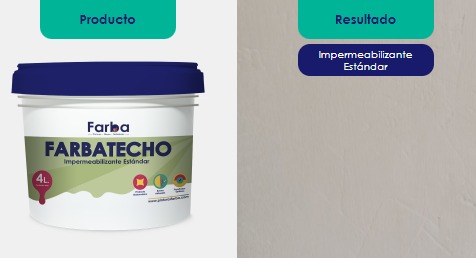 Producto
Resultado
Impermeabilizante
Estándar
Farba
FARBATECHO
Impermeabilizante Estándar
4L.